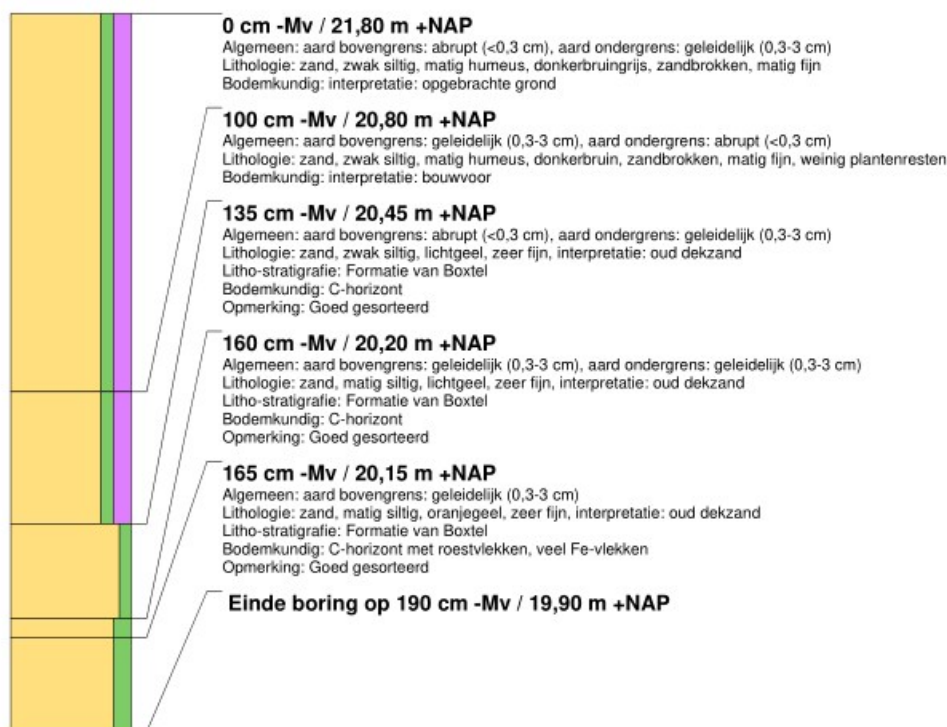 0 cm -Mv / 21,80 m +NAP
Algemeen: aard bovengrens: abrupt (<0,3 cm), aard ondergrens: geleidelijk (0,3-3 cm)
Lithologie: zand, zwak siltig, matig humeus, donkerbruingrijs, zandbrokken, matig fijn
Bodemkundig: interpretatie: opgebrachte grond
100 cm -Mv / 20,80 m +NAP
Algemeen: aard bovengrens: geleidelijk (0,3-3 cm), aard ondergrens: abrupt (<0,3 cm)
Lithologie: zand, zwak siltig, matig humeus, donkerbruin, zandbrokken, matig fijn, weinig plantenresten
Bodemkundig: interpretatie: bouwvoor
135 cm -Mv / 20,45 m +NAP
Algemeen: aard bovengrens: abrupt (<0,3 cm), aard ondergrens: geleidelijk (0,3-3 cm)
Lithologie: zand, zwak siltig, lichtgeel, zeer fijn, interpretatie: oud dekzand
Litho-stratigrafie: Formatie van Boxtel
Bodemkundig: C-horizont
Opmerking: Goed gesorteerd
160 cm -Mv / 20,20 m +NAP
Algemeen: aard bovengrens: geleidelijk (0,3-3 cm), aard ondergrens: geleidelijk (0,3-3 cm)
Lithologie: zand, matig siltig, lichtgeel, zeer fijn, interpretatie: oud dekzand
Litho-stratigrafie: Formatie van Boxtel
Bodemkundig: C-horizont
Opmerking: Goed gesorteerd
165 cm -Mv / 20,15 m +NAP
Algemeen: aard bovengrens: geleidelijk (0,3-3 cm)
Lithologie: zand, matig siltig, oranjegeel, zeer fijn, interpretatie: oud dekzand
Litho-stratigrafie: Formatie van Boxtel
Bodemkundig: C-horizont met roestvlekken, veel Fe-vlekken
Opmerking: Goed gesorteerd
Einde boring op 190 cm -Mv / 19,90 m +NAP